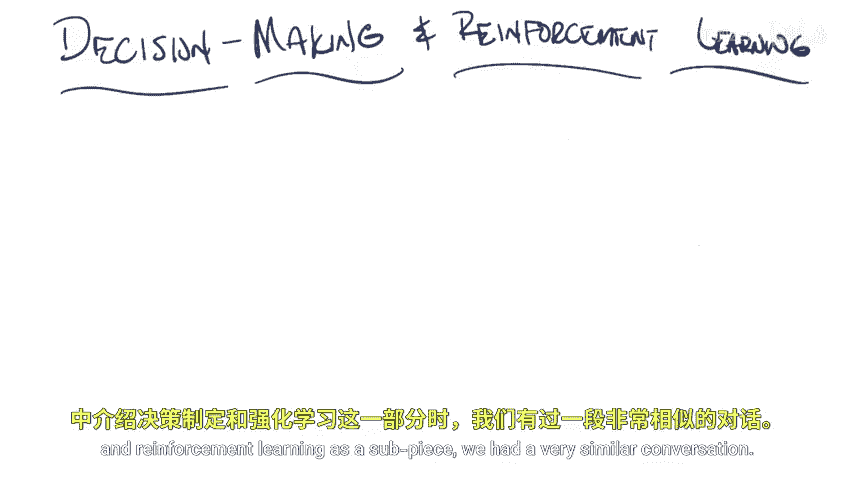 DECISION-MAKING & REINFORCEMENT LEARNING
中介绍决策制定和强化学习这一部分时，我们有过一段非常相似的对话。
and reinforcement learning as a sub-piece, we had a very similar conversation.